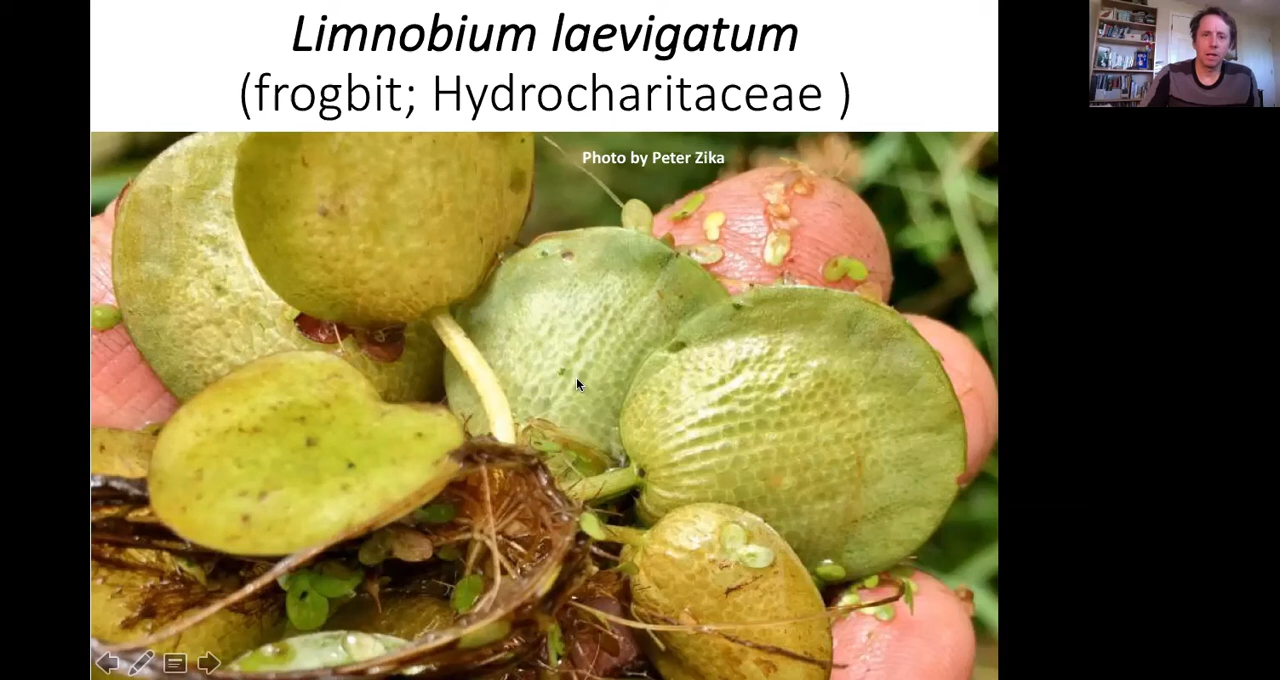 Limnobium laevigatum
(frogbit; Hydrocharitaceae )
Photo by Peter Zika